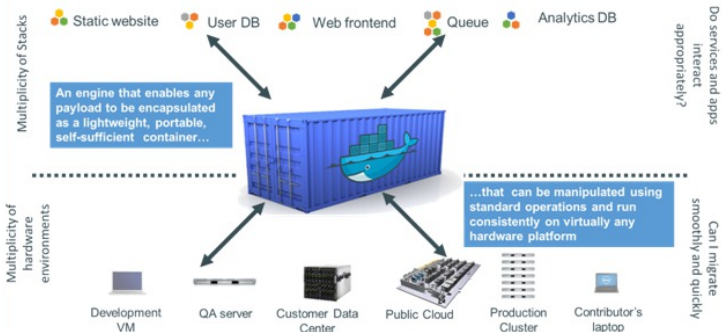 Static website
User DB
Web frontend
Queue
Analytics DB
Multiplicity of Stacks
Do services and apps
interact
appropriately?
An engine that enables any
payload to be encapsulated
as a lightweight, portable,
self-sufficient container…
…that can be manipulated using
standard operations and run
consistently on virtually any
hardware platform
Multiplicity of
hardware
environments
Can I migrate
smoothly and quickly
Development
VM
QA server
Customer Data
Center
Public Cloud
Production
Cluster
Contributor's
laptop